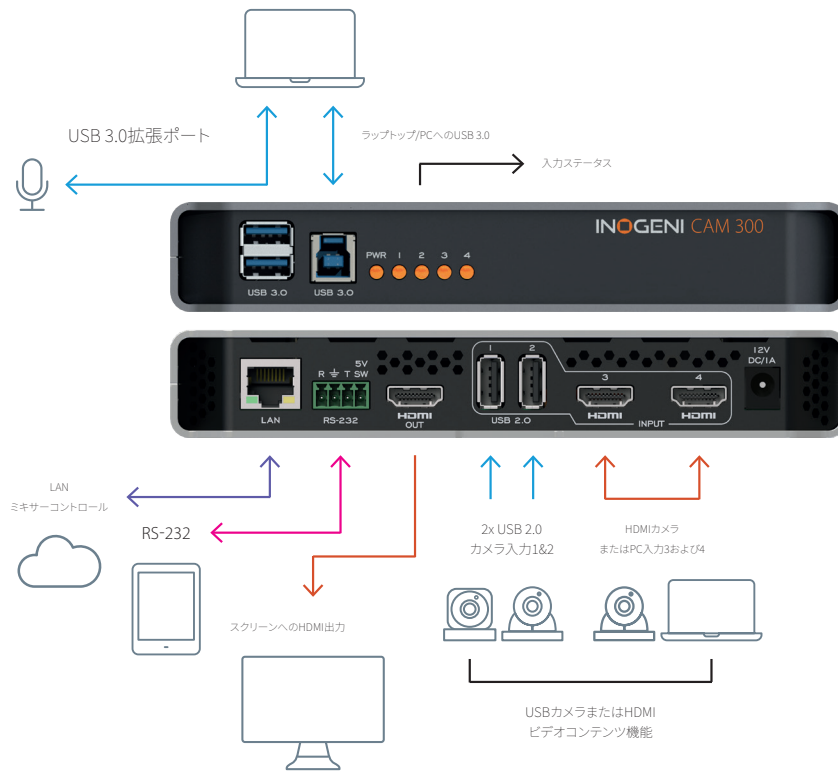 USB 3.0拡張ポート
ラップトップ/PCへのUSB 3.0
入力ステータス
INOGENI CAM 300
PWR 1 2 3 4
USB 3.0 USB 3.0
1 2
12V
DC/1A
5V
R T SW
3 4
HDMI HDMI HDMI
LAN RS-232 OUT USB 2.0 INPUT
LAN
ミキサーコントロール
RS-232
2x USB 2.0
カメラ入力1&2
HDMIカメラ
またはPC入力3および4
スクリーンへのHDMI出力
USBカメラまたはHDMI
ビデオコンテンツ機能